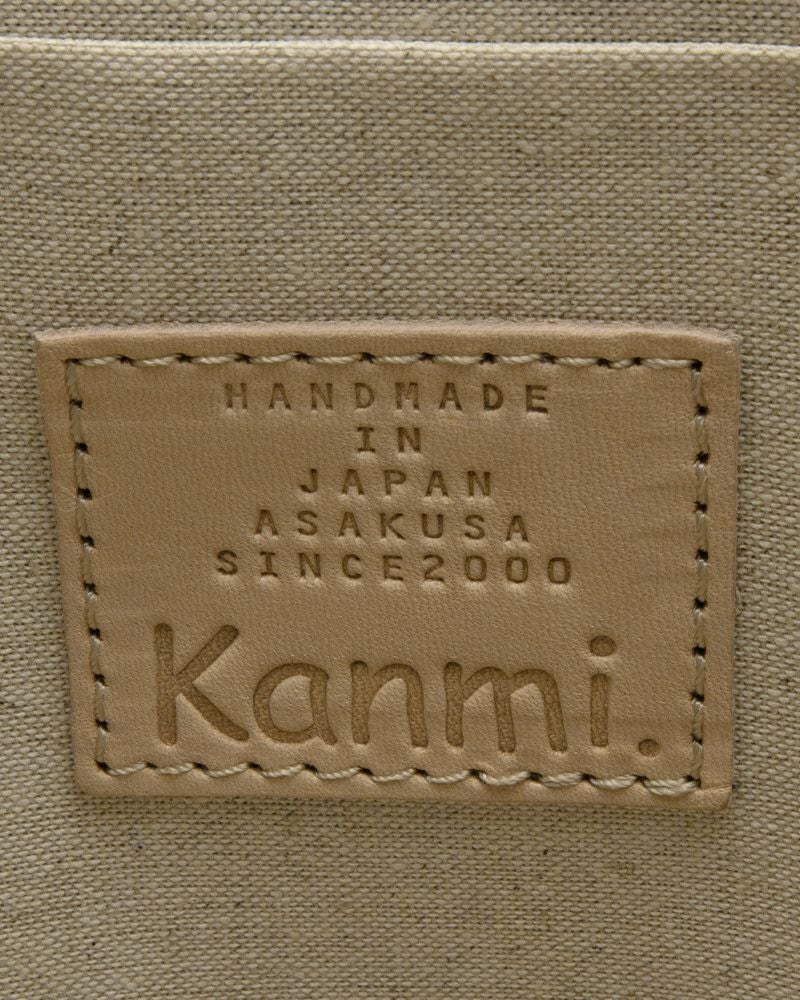 HANDMADE
IN
JAPAN
ASAKUSA
SINCE2000
Kanmi.